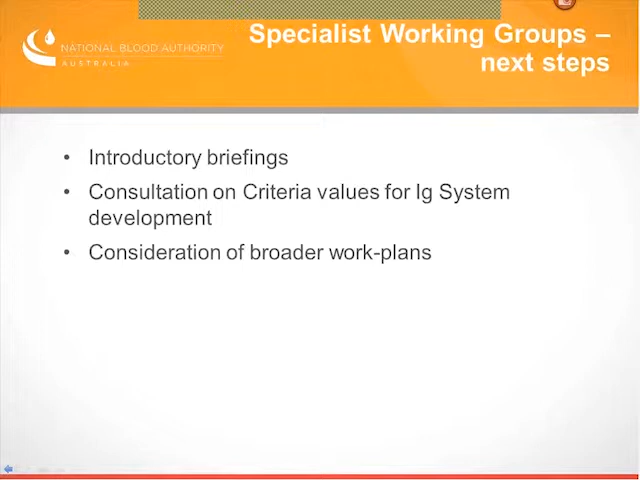 Specialist Working Groups –
next steps
NATIONAL BLOOD AUTHORITY
AUSTRALIA
• Introductory briefings
• Consultation on Criteria values for Ig System
development
• Consideration of broader work-plans